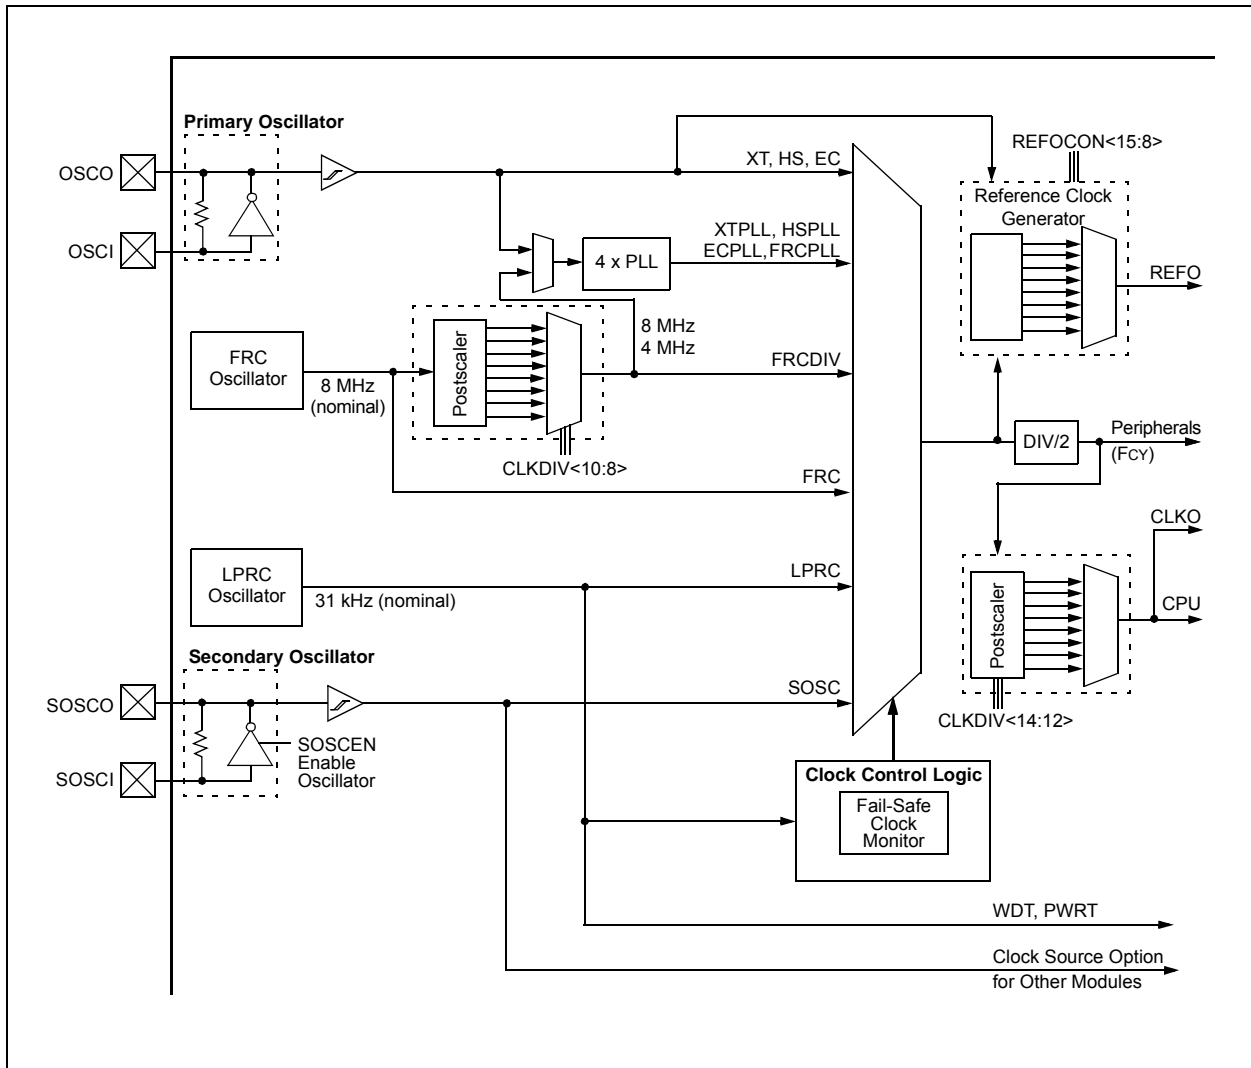 Primary Oscillator
OSCO
OSCI
XT, HS, EC
REFOCON<15:8>
Reference Clock
Generator
REFO
XTPLL, HSPLL
ECPLL, FRCPLL
4 x PLL
8 MHz
4 MHz
FRC
Oscillator
8 MHz
(nominal)
Postscaler
CLKDIV<10:8>
FRCDIV
FRC
DIV/2
Peripherals
(FCY)
CLKO
CPU
Postscaler
CLKDIV<14:12>
LPRC
Oscillator
31 kHz (nominal)
LPRC
Secondary Oscillator
SOSCO
SOSCI
SOSCEN
Enable
Oscillator
SOSC
Clock Control Logic
Fail-Safe
Clock
Monitor
WDT, PWRT
Clock Source Option
for Other Modules